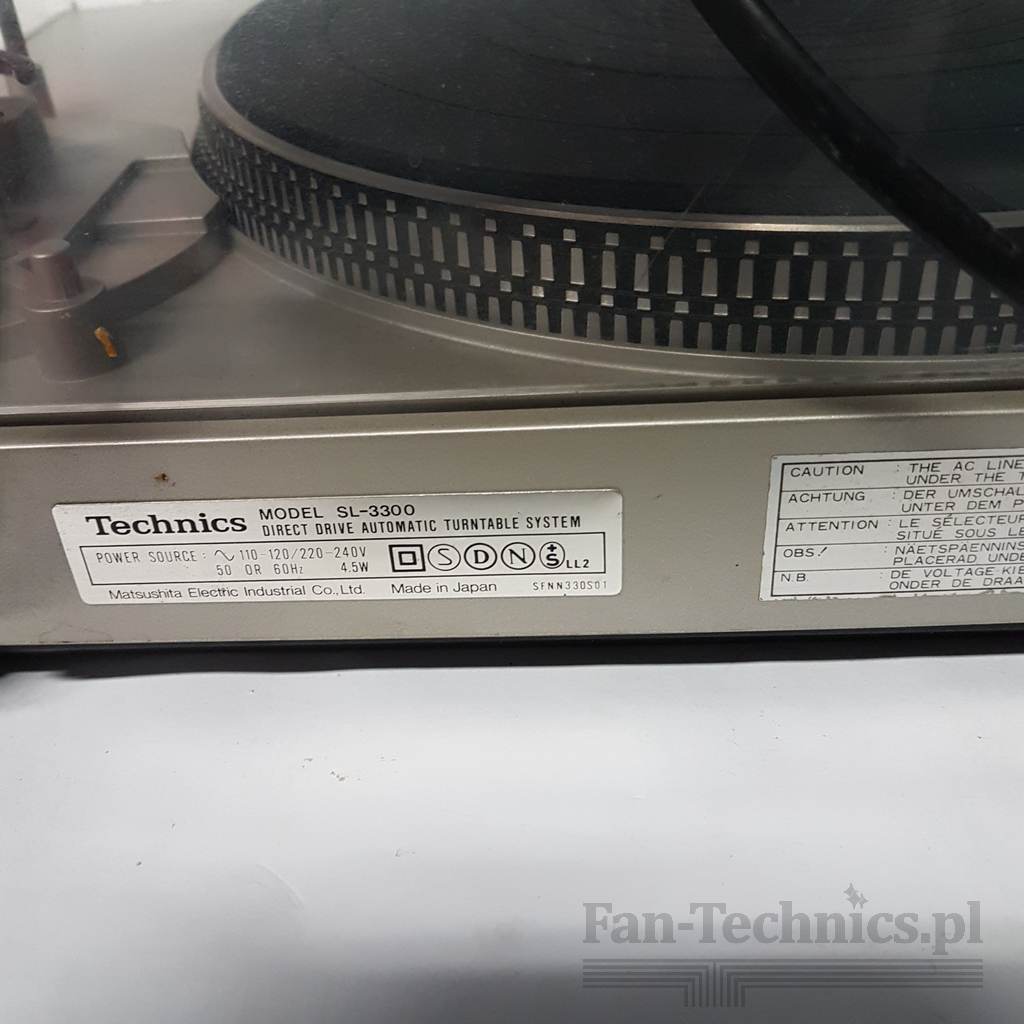 Technics MODEL SL-3300
DIRECT DRIVE AUTOMATIC TURNTABLE SYSTEM
POWER SOURCE : ∿ 110-120/220-240V
50 OR 60Hz 4.5W
S D N S LL2
Matsushita Electric Industrial Co., Ltd. Made in Japan SFNN330S01
CAUTION : THE AC LINE
UNDER THE
ACHTUNG : DER UMSCHAL
UNTER DEM P
ATTENTION : LE SÉLECTEUR
SITUÉ SOUS LE
OBS.! : NÄETSPAENNINS
PLACERAD UNDE
N.B. : DE VOLTAGE-KIE
ONDER DE DRAA
Fan-Technics.pl